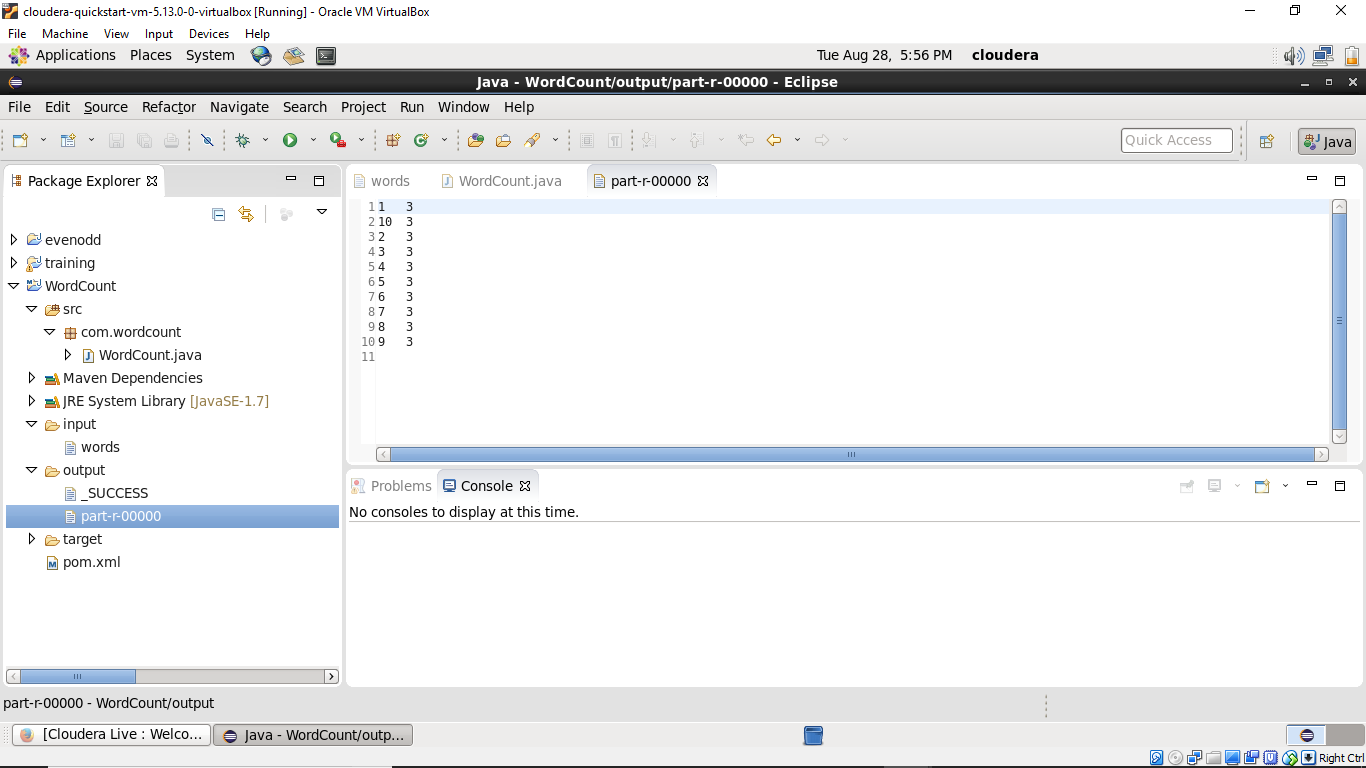 cloudera-quickstart-vm-5.13.0-0-virtualbox [Running] - Oracle VM VirtualBox
File Machine View Input Devices Help
Applications Places System Tue Aug 28, 5:56 PM cloudera
Java - WordCount/output/part-r-00000 - Eclipse
File Edit Source Refactor Navigate Search Project Run Window Help
Quick Access Java
Package Explorer
evenodd
training
WordCount
src
com.wordcount
WordCount.java
Maven Dependencies
JRE System Library [JavaSE-1.7]
input
words
output
_SUCCESS
part-r-00000
target
pom.xml
words WordCount.java part-r-00000
1 1 3
2 10 3
3 2 3
4 3 3
5 4 3
6 5 3
7 6 3
8 7 3
9 8 3
10 9 3
11
Problems Console
No consoles to display at this time.
part-r-00000 - WordCount/output
[Cloudera Live : Welco... Java - WordCount/outp...
Right Ctrl